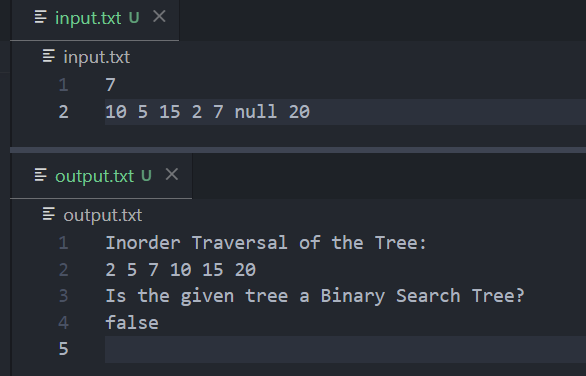 input.txt U ×
input.txt
1 7
2 10 5 15 2 7 null 20
output.txt U ×
output.txt
1 Inorder Traversal of the Tree:
2 2 5 7 10 15 20
3 Is the given tree a Binary Search Tree?
4 false
5